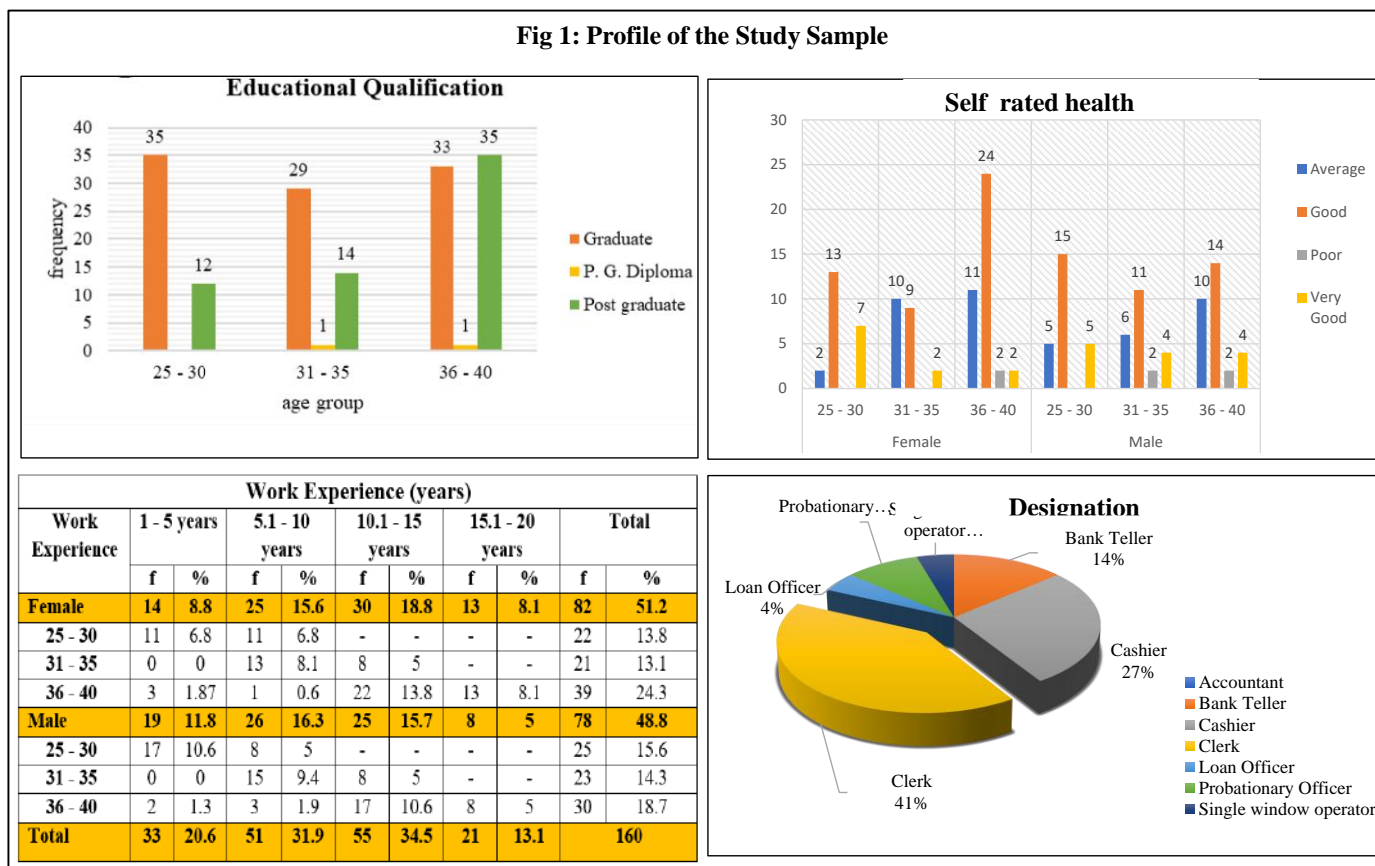 Fig 1: Profile of the Study Sample
Educational Qualification
40
35
30
25
20
15
10
5
0
frequency
35
12
29
1
14
33
1
35
25 - 30
31 - 35
36 - 40
age group
Graduate
P. G. Diploma
Post graduate
Self rated health
30
25
20
15
10
5
0
2
13
7
10
9
2
11
24
2
2
5
15
5
6
11
2
4
10
14
2
4
25 - 30
31 - 35
36 - 40
25 - 30
31 - 35
36 - 40
Female
Male
Average
Good
Poor
Very
Good
Work Experience (years)
Work 1 - 5 years 5.1 - 10 10.1 - 15 15.1 - 20 Total
Experience years years years
f % f % f % f % f %
Female 14 8.8 25 15.6 30 18.8 13 8.1 82 51.2
25 - 30 11 6.8 11 6.8 - - - - 22 13.8
31 - 35 0 0 13 8.1 8 5 - - 21 13.1
36 - 40 3 1.87 1 0.6 22 13.8 13 8.1 39 24.3
Male 19 11.8 26 16.3 25 15.7 8 5 78 48.8
25 - 30 17 10.6 8 5 - - - - 25 15.6
31 - 35 0 0 15 9.4 8 5 - - 23 14.3
36 - 40 2 1.3 3 1.9 17 10.6 8 5 30 18.7
Total 33 20.6 51 31.9 55 34.5 21 13.1 160
Designation
Probationary…
operator…
Bank Teller
14%
Loan Officer
4%
Cashier
27%
Clerk
41%
Accountant
Bank Teller
Cashier
Clerk
Loan Officer
Probationary Officer
Single window operator